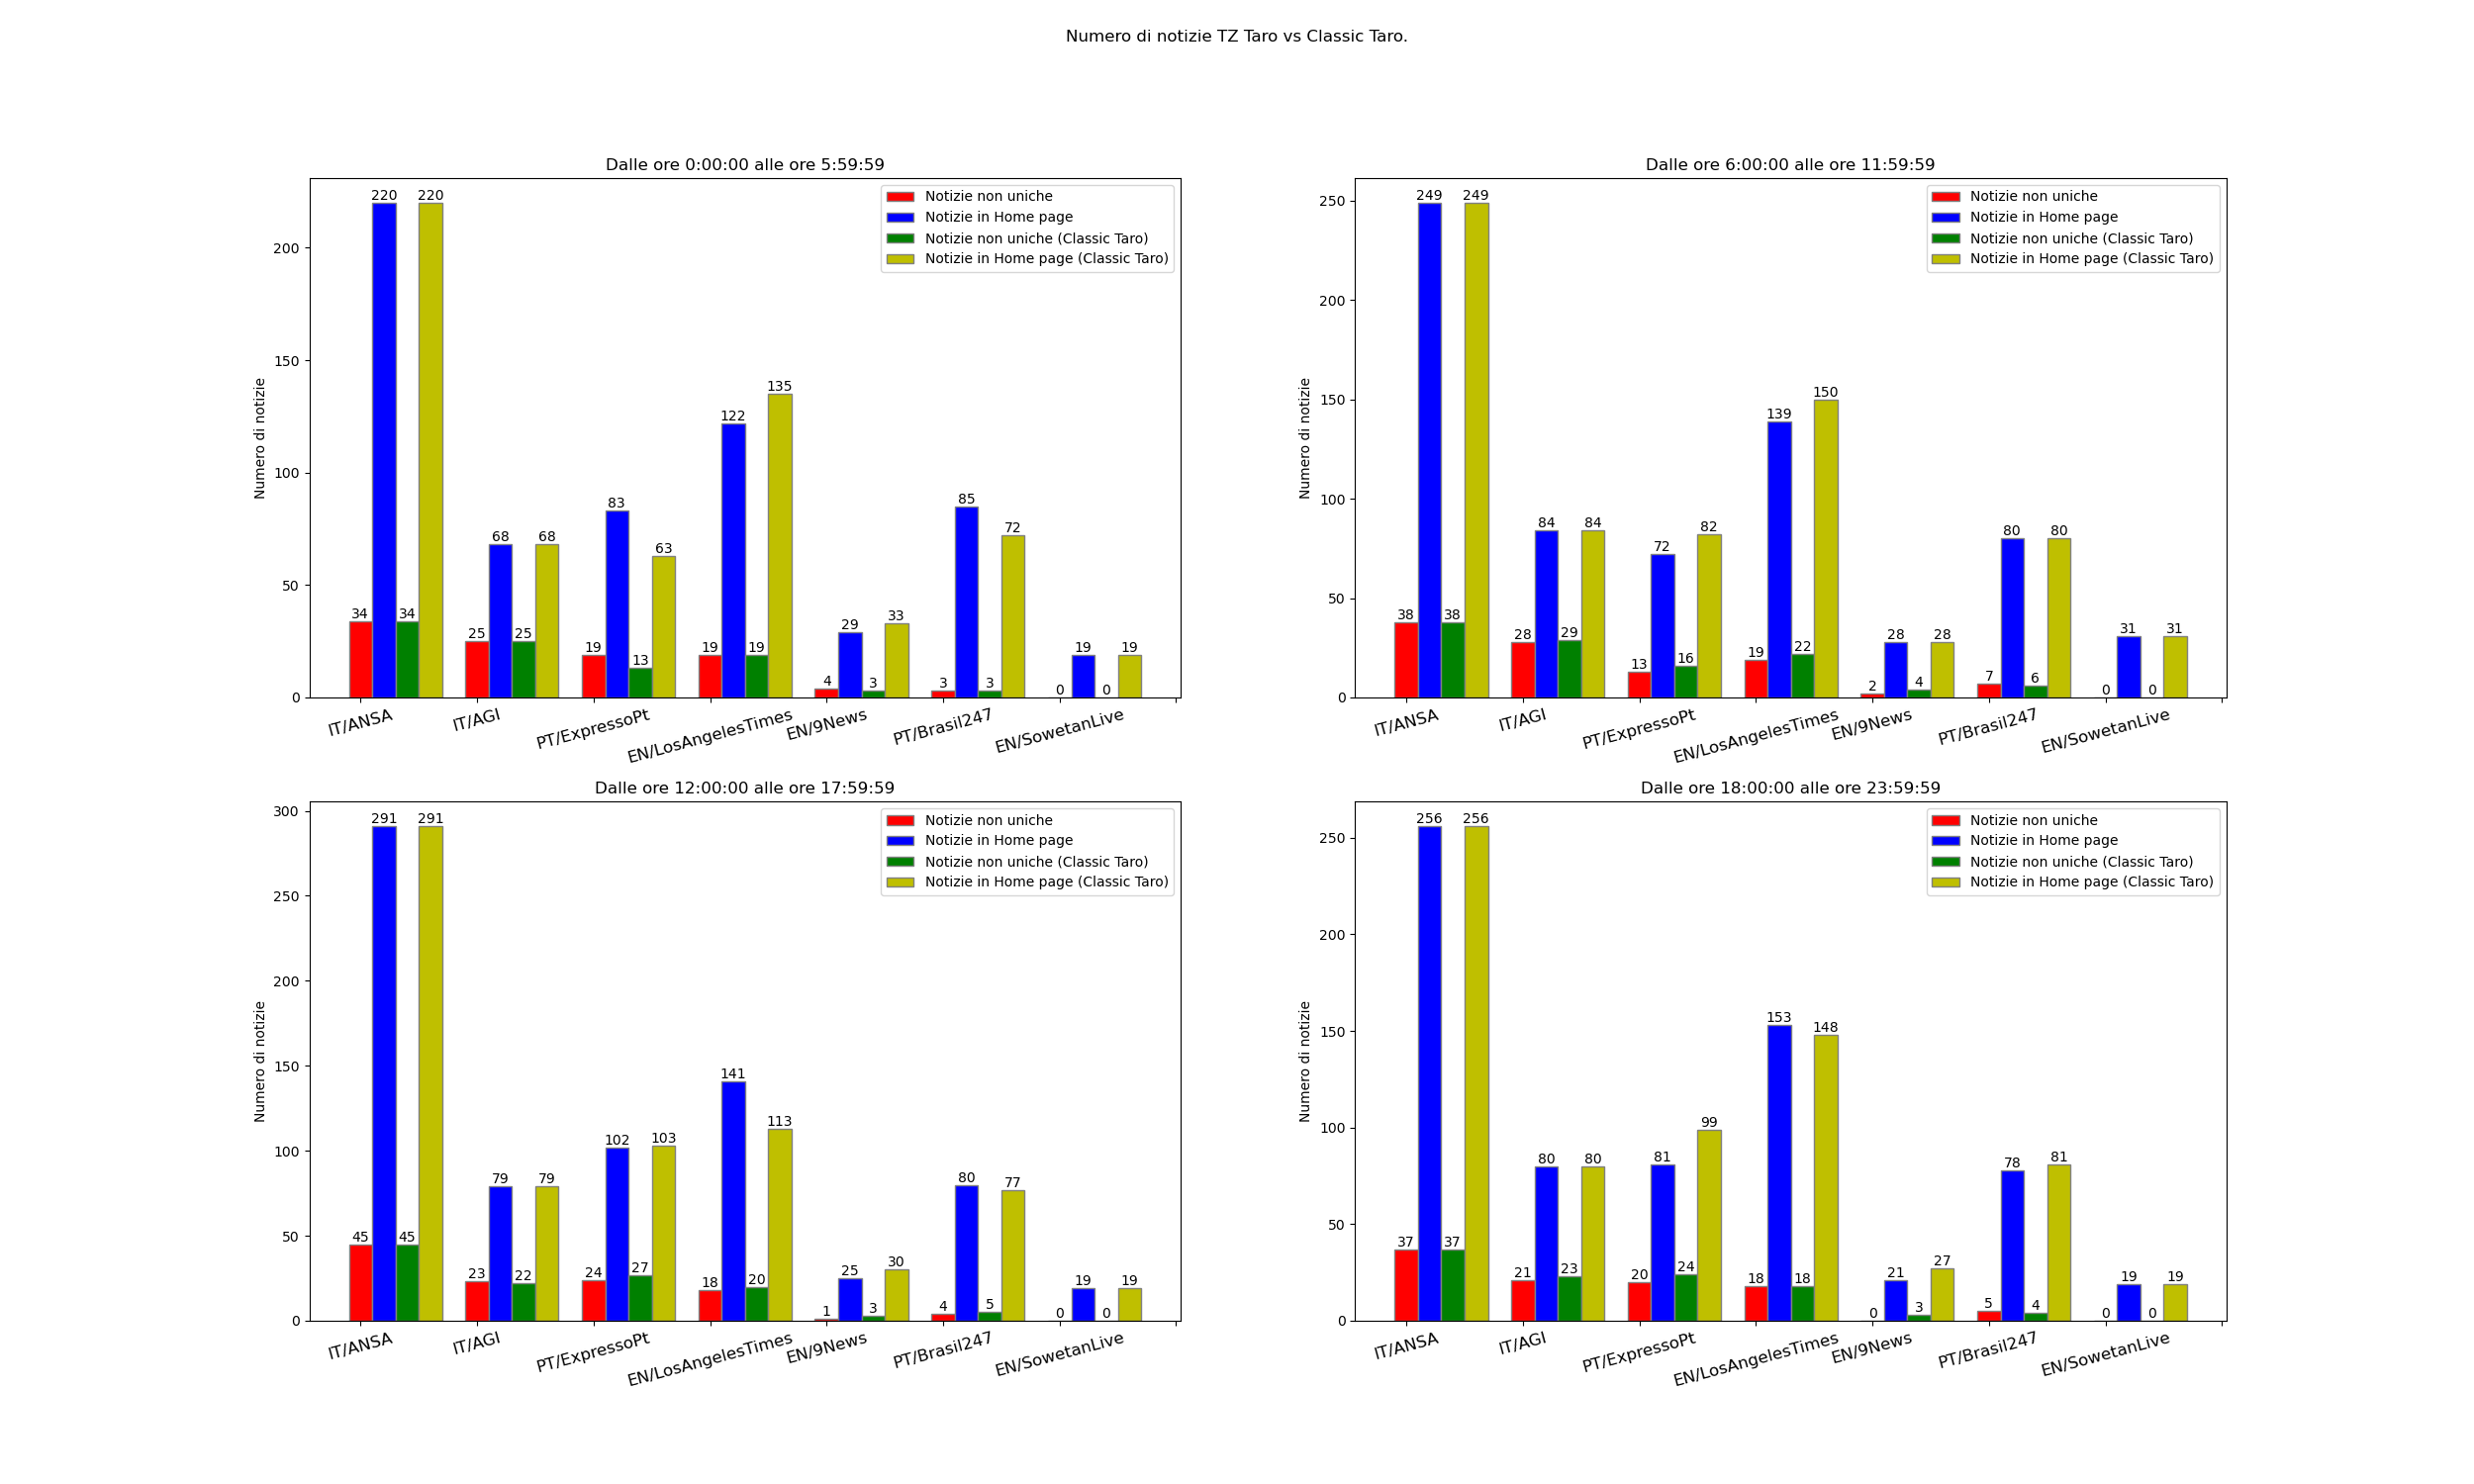 Numero di notizie TZ Taro vs Classic Taro.
Dalle ore 0:00:00 alle ore 5:59:59
Numero di notizie
200
150
100
50
0
220 220
135
122
83
85
72
68 68
63
34 34
25 25
19 13
19 19
4 29 3 33
3 3
0 19 0 19
Notizie non uniche
Notizie in Home page
Notizie non uniche (Classic Taro)
Notizie in Home page (Classic Taro)
IT/ANSA
IT/AGI
PT/ExpressoPt
EN/LosAngelesTimes
EN/9News
PT/Brasil247
EN/SowetanLive
Dalle ore 6:00:00 alle ore 11:59:59
Numero di notizie
250
200
150
100
50
0
249 249
150
139
84 84
72 82
80 80
38 38
28 29
13 16
19 22
2 28 4 28
7 6
0 31 0 31
Notizie non uniche
Notizie in Home page
Notizie non uniche (Classic Taro)
Notizie in Home page (Classic Taro)
IT/ANSA
IT/AGI
PT/ExpressoPt
EN/LosAngelesTimes
EN/9News
PT/Brasil247
EN/SowetanLive
Dalle ore 12:00:00 alle ore 17:59:59
Numero di notizie
300
250
200
150
100
50
0
291 291
141
113
102 103
79 79
80 77
45 45
23 22
24 27
18 20
1 25 3 30
4 5
0 19 0 19
Notizie non uniche
Notizie in Home page
Notizie non uniche (Classic Taro)
Notizie in Home page (Classic Taro)
IT/ANSA
IT/AGI
PT/ExpressoPt
EN/LosAngelesTimes
EN/9News
PT/Brasil247
EN/SowetanLive
Dalle ore 18:00:00 alle ore 23:59:59
Numero di notizie
250
200
150
100
50
0
256 256
153 148
99
80 80
81
78 81
37 37
21 23
20 24
18 18
0 21 3 27
5 4
0 19 0 19
Notizie non uniche
Notizie in Home page
Notizie non uniche (Classic Taro)
Notizie in Home page (Classic Taro)
IT/ANSA
IT/AGI
PT/ExpressoPt
EN/LosAngelesTimes
EN/9News
PT/Brasil247
EN/SowetanLive